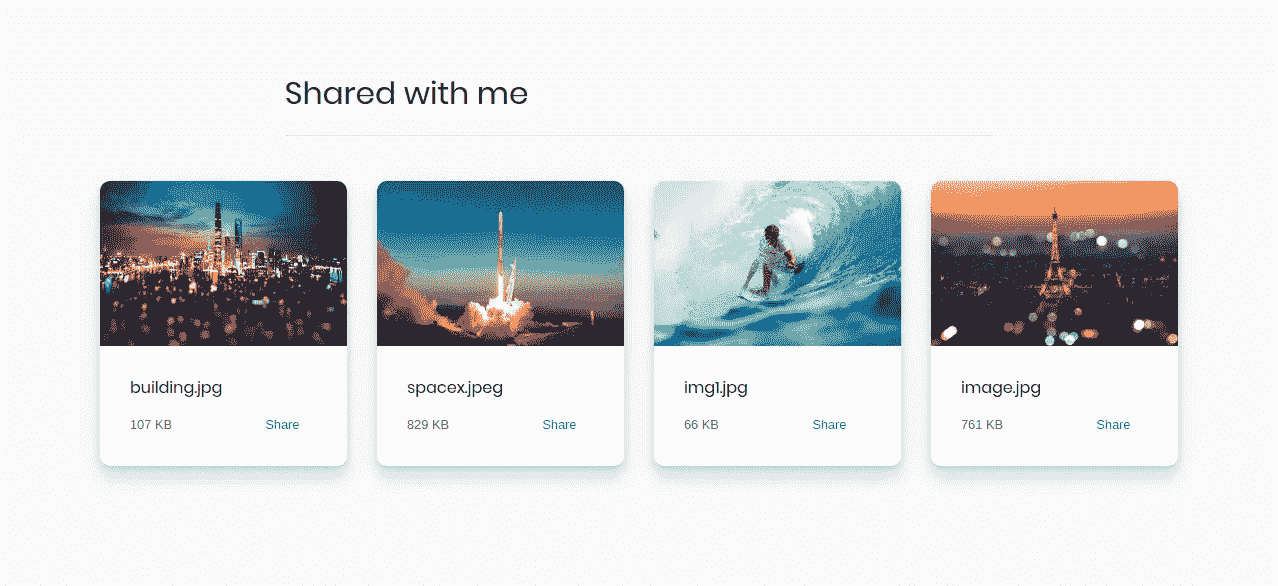 Shared with me
building.jpg
107 KB Share
spacex.jpeg
829 KB Share
img1.jpg
66 KB Share
image.jpg
761 KB Share